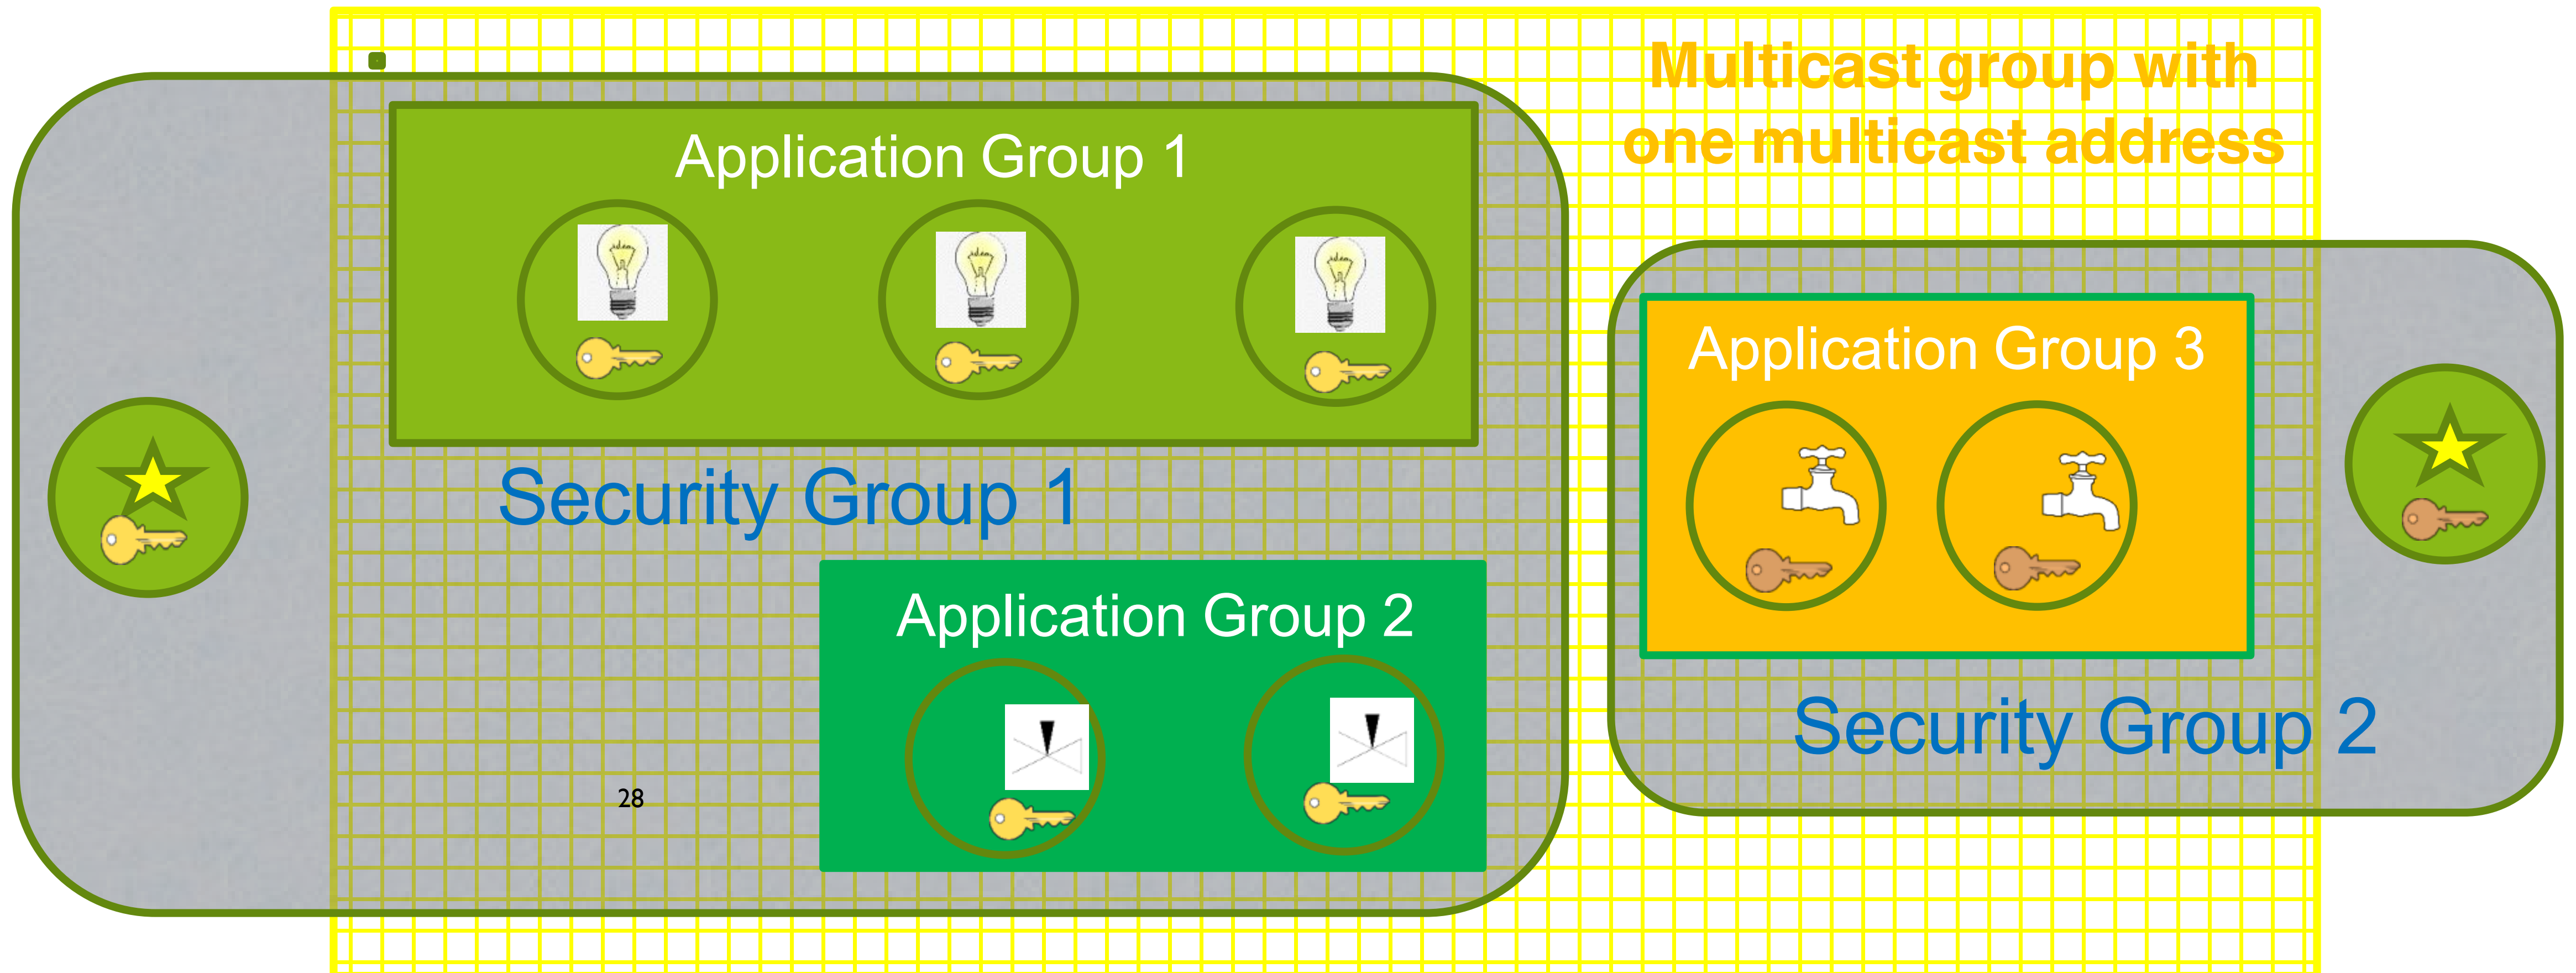 Multicast group with
one multicast address
Application Group 1
Security Group 1
Application Group 2
28
Application Group 3
Security Group 2